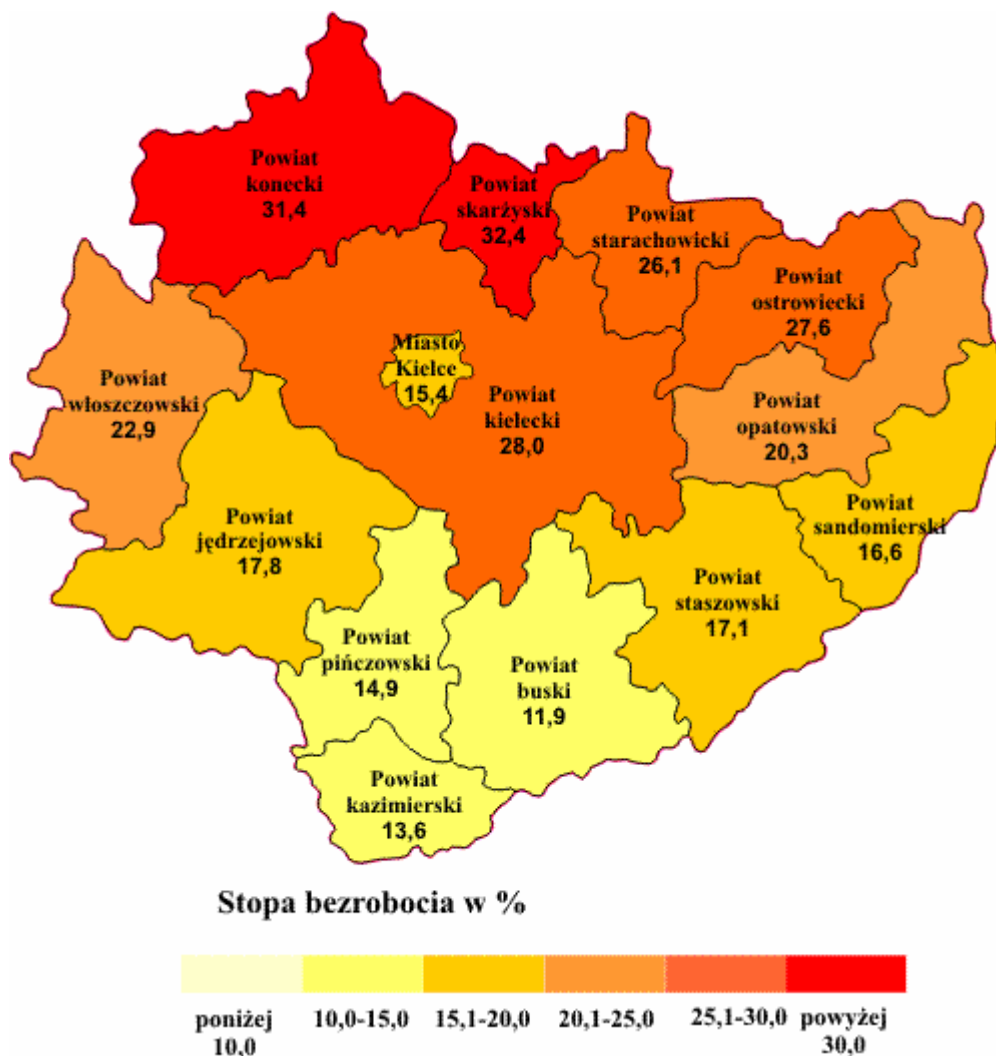 Powiat
konecki
31,4
Powiat
skarżyski
32,4
Powiat
starachowicki
26,1
Powiat
ostrowiecki
27,6
Miasto
Kielce
15,4
Powiat
włoszczowski
22,9
Powiat
kielecki
28,0
Powiat
opatowski
20,3
Powiat
sandomierski
16,6
Powiat
jędrzejowski
17,8
Powiat
staszowski
17,1
Powiat
pińczowski
14,9
Powiat
buski
11,9
Powiat
kazimierski
13,6
Stopa bezrobocia w %
poniżej
10,0
10,0-15,0
15,1-20,0
20,1-25,0
25,1-30,0
powyżej
30,0